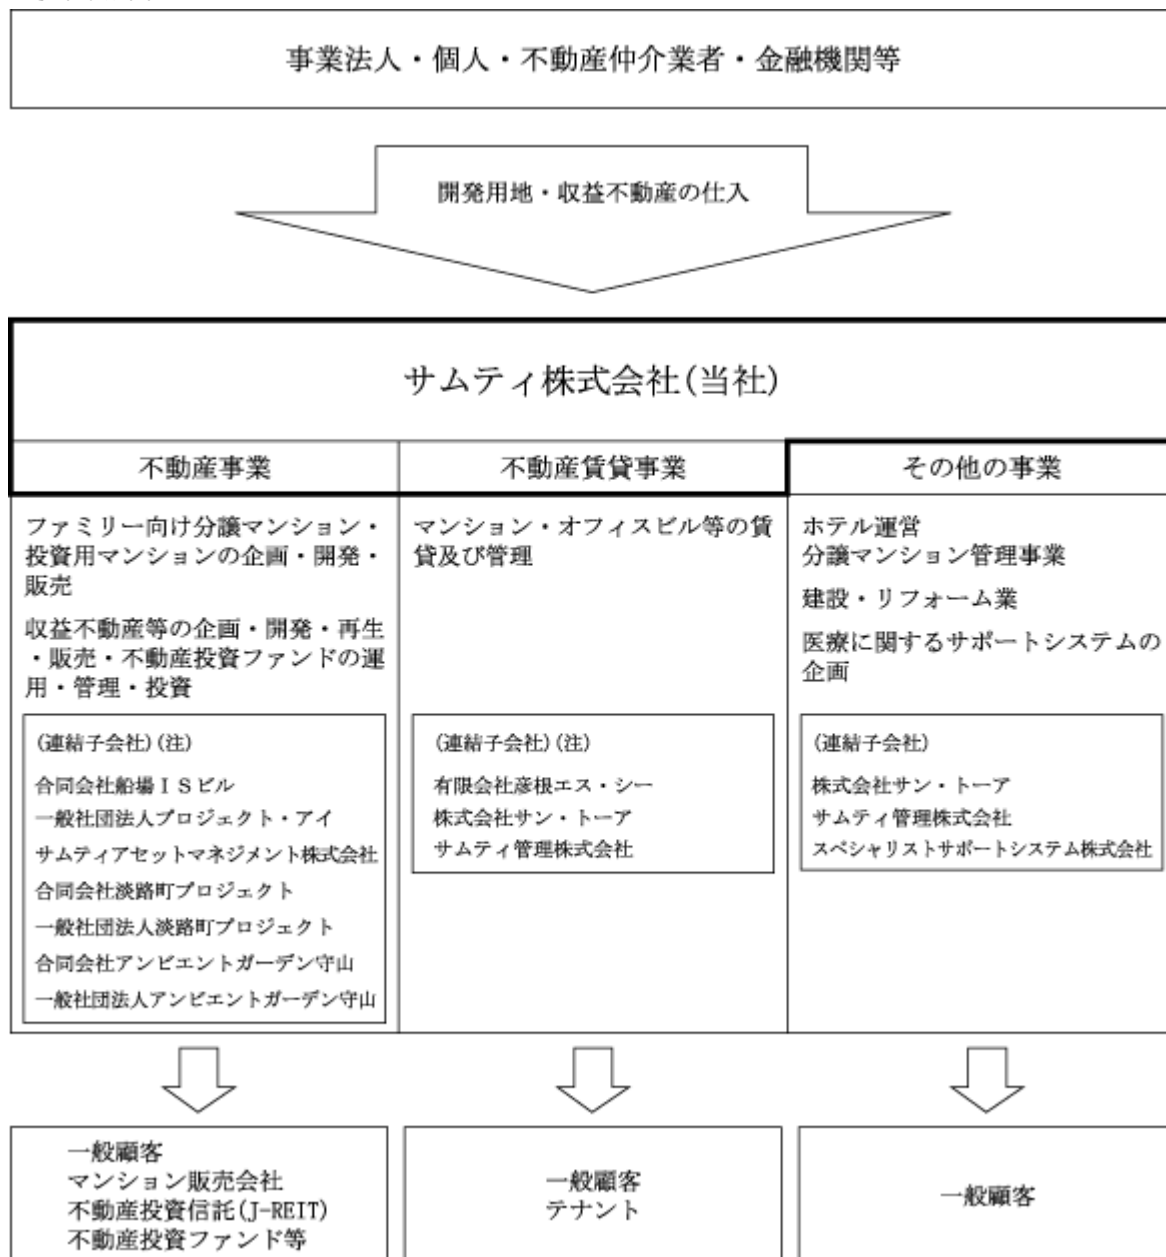 事業法人・個人・不動産仲介業者・金融機関等
開発用地・収益不動産の仕入
サムティ株式会社(当社)
不動産事業
不動産賃貸事業
その他の事業
ファミリー向け分譲マンション・
投資用マンションの企画・開発・
販売
収益不動産等の企画・開発・再生
・販売・不動産投資ファンドの運
用・管理・投資
(連結子会社)(注)
合同会社船場ＩＳビル
一般社団法人プロジェクト・アイ
サムティアセットマネジメント株式会社
合同会社淡路町プロジェクト
一般社団法人淡路町プロジェクト
合同会社アンビエントガーデン守山
一般社団法人アンビエントガーデン守山
マンション・オフィスビル等の賃
貸及び管理
(連結子会社)(注)
有限会社彦根エス・シー
株式会社サン・トーア
サムティ管理株式会社
ホテル運営
分譲マンション管理事業
建設・リフォーム業
医療に関するサポートシステムの
企画
(連結子会社)
株式会社サン・トーア
サムティ管理株式会社
スペシャリストサポートシステム株式会社
一般顧客
マンション販売会社
不動産投資信託(J-REIT)
不動産投資ファンド等
一般顧客
テナント
一般顧客